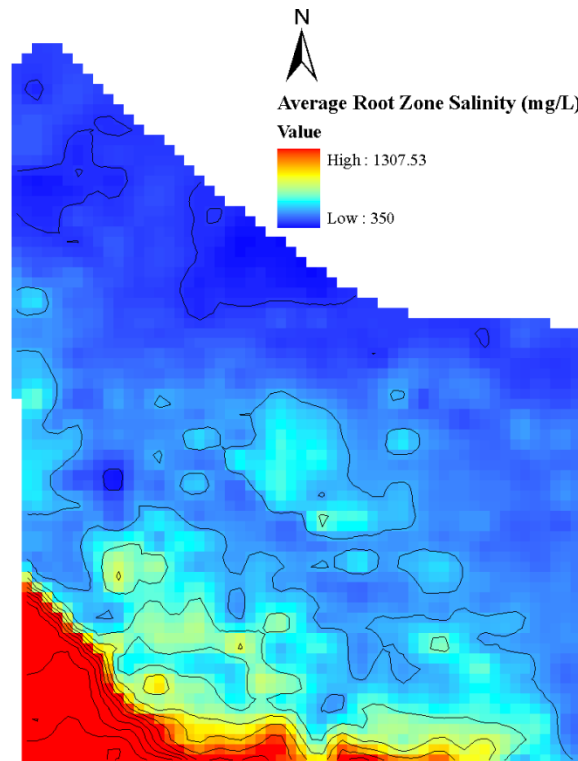 N
Average Root Zone Salinity (mg/L)
Value
High : 1307.53
Low : 350